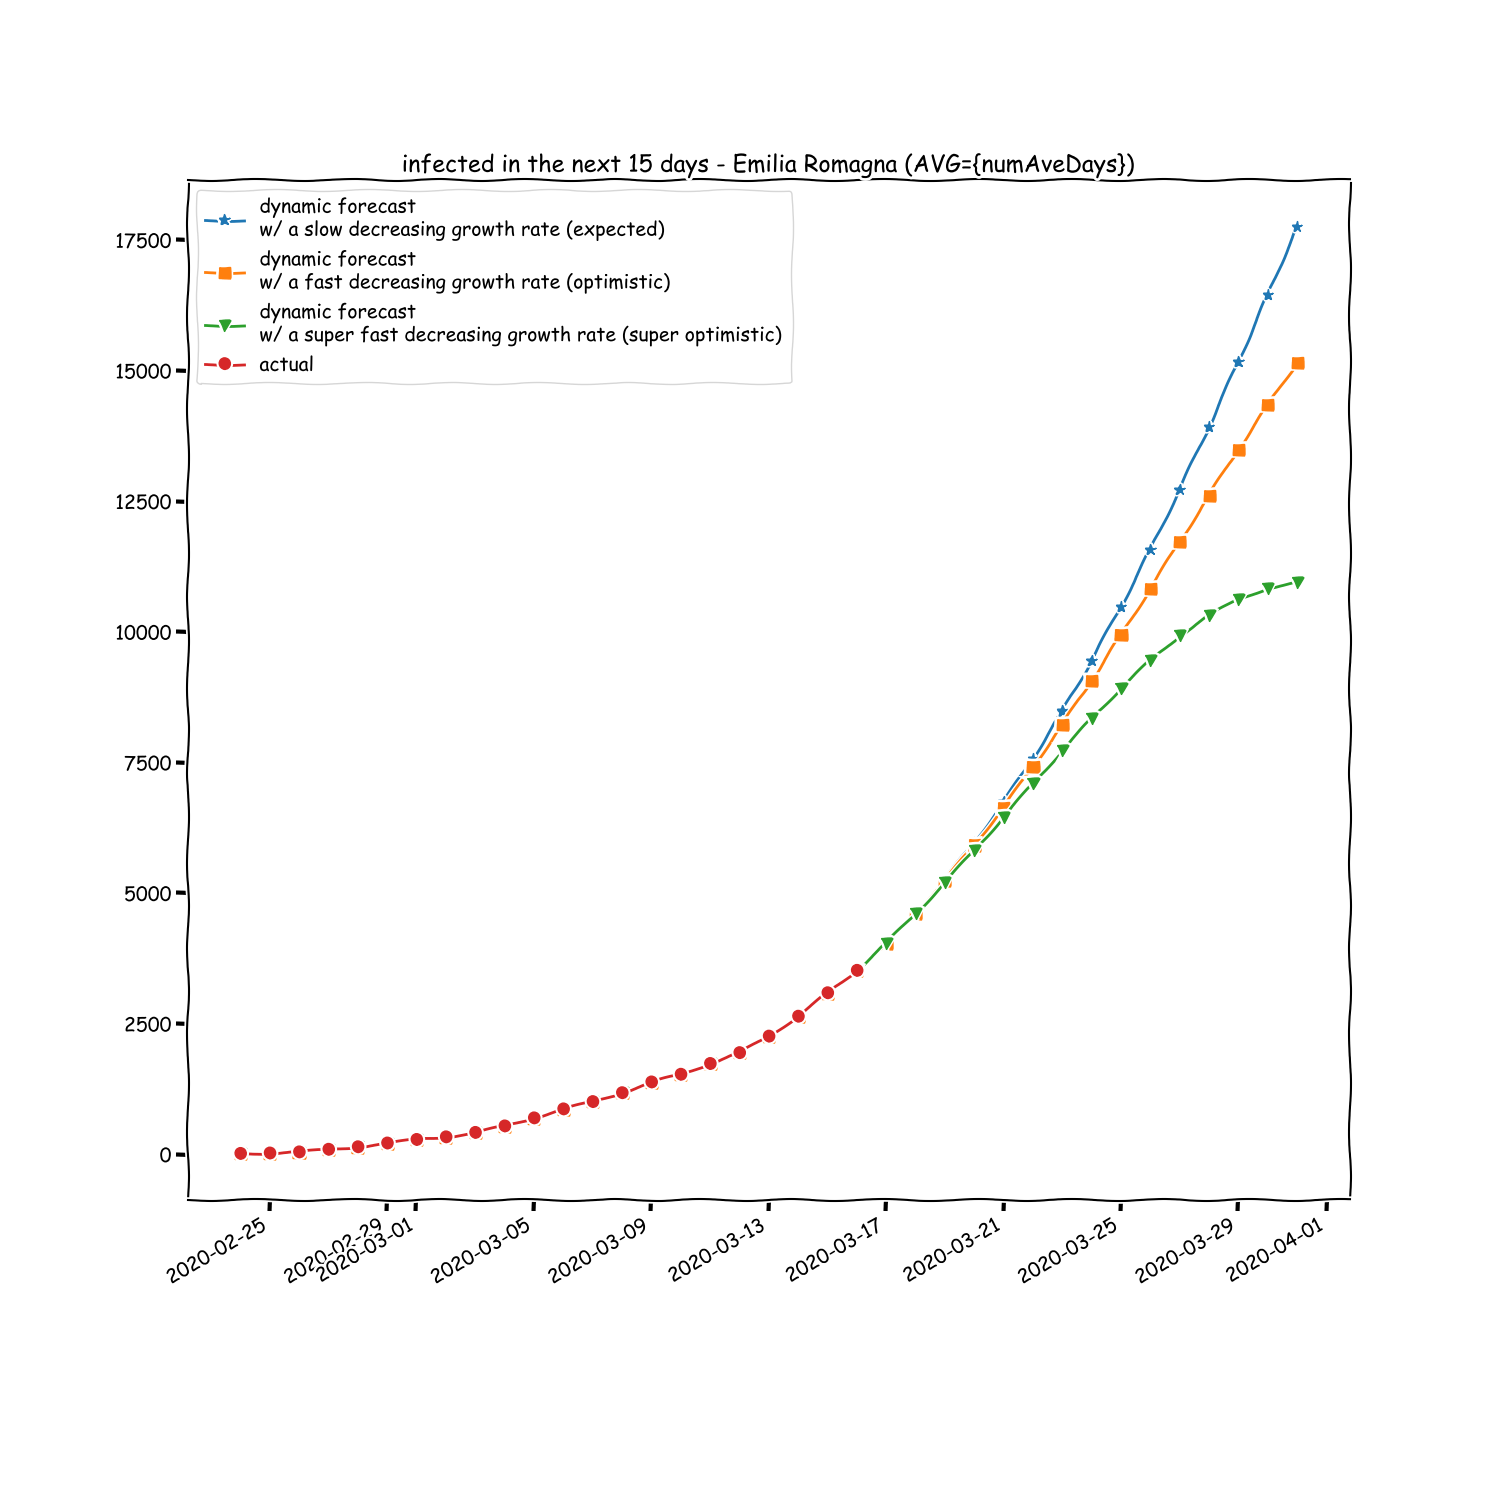 infected in the next 15 days - Emilia Romagna (AVG={numAveDays})
dynamic forecast
w/ a slow decreasing growth rate (expected)
dynamic forecast
w/ a fast decreasing growth rate (optimistic)
dynamic forecast
w/ a super fast decreasing growth rate (super optimistic)
actual
17500
15000
12500
10000
7500
5000
2500
0
2020-02-25
2020-02-29
2020-03-01
2020-03-05
2020-03-09
2020-03-13
2020-03-17
2020-03-21
2020-03-25
2020-03-29
2020-04-01